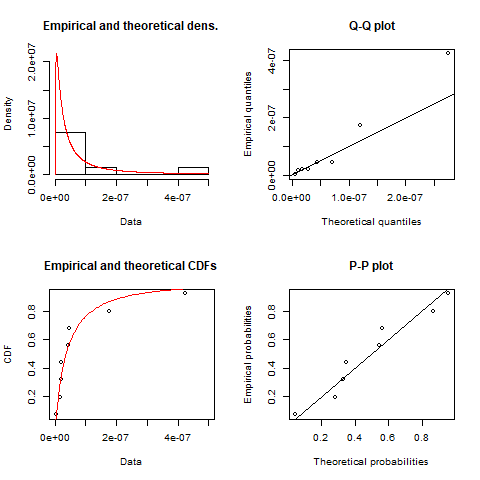 Empirical and theoretical dens.
Density
0.0e+00 1.0e+07 2.0e+07
0e+00 2e-07 4e-07
Data
Q-Q plot
Empirical quantiles
0e+00 2e-07 4e-07
0.0e+00 1.0e-07 2.0e-07
Theoretical quantiles
Empirical and theoretical CDFs
CDF
0.2 0.4 0.6 0.8
0e+00 2e-07 4e-07
Data
P-P plot
Empirical probabilities
0.2 0.4 0.6 0.8
0.2 0.4 0.6 0.8
Theoretical probabilities